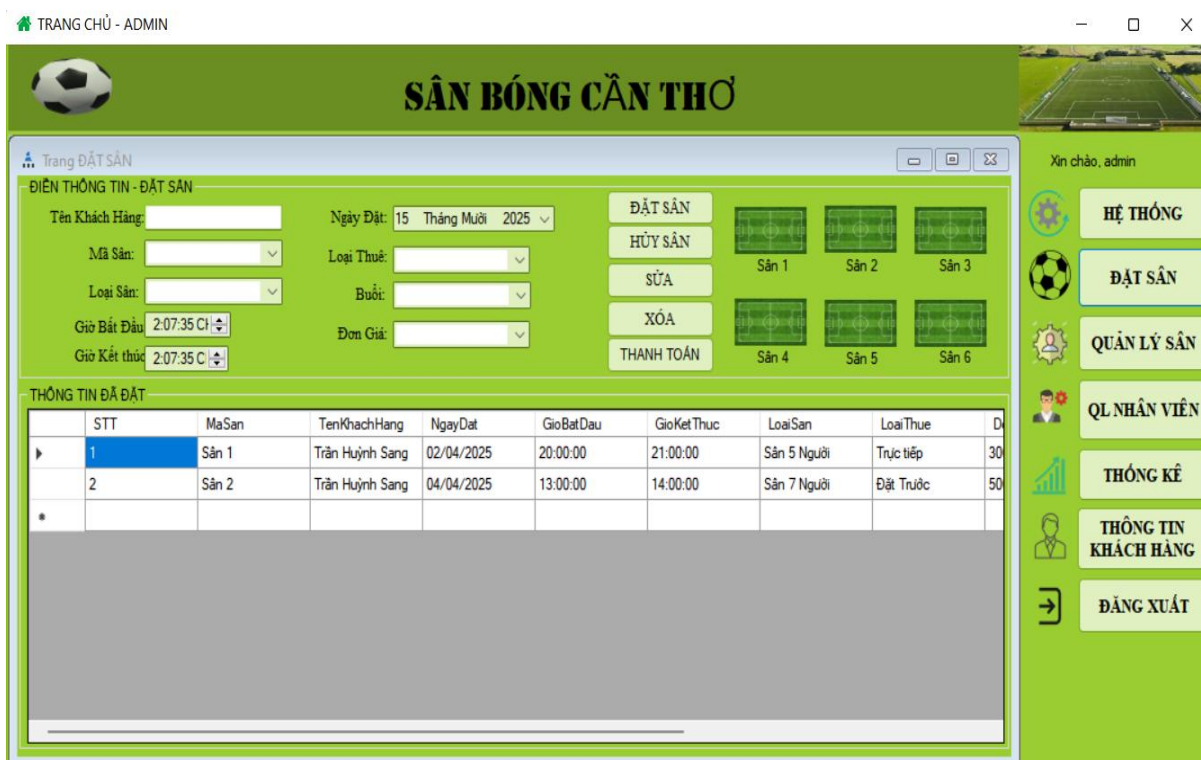 TRANG CHỦ - ADMIN
SÂN BÓNG CẦN THƠ
Trang ĐẶT SÂN
Xin chào, admin
ĐIỀN THÔNG TIN - ĐẶT SÂN
Tên Khách Hàng:
Mã Sân:
Loại Sân:
Giờ Bắt Đầu
2:07:35 CH
Giờ Kết thúc
2:07:35 C
Ngày Đặt:
15 Tháng Mười 2025
Loại Thuê:
Buổi:
Đơn Giá:
ĐẶT SÂN
HỦY SÂN
SỬA
XÓA
THANH TOÁN
Sân 1 Sân 2 Sân 3
Sân 4 Sân 5 Sân 6
THÔNG TIN ĐÃ ĐẶT
STT MaSan TenKhachHang NgayDat GioBatDau GioKetThuc LoaiSan LoaiThue
1 Sân 1 Trần Huỳnh Sang 02/04/2025 20:00:00 21:00:00 Sân 5 Người Trực tiếp 30
2 Sân 2 Trần Huỳnh Sang 04/04/2025 13:00:00 14:00:00 Sân 7 Người Đặt Trước 50
HỆ THỐNG
ĐẶT SÂN
QUẢN LÝ SÂN
QL NHÂN VIÊN
THỐNG KÊ
THÔNG TIN
KHÁCH HÀNG
ĐĂNG XUẤT